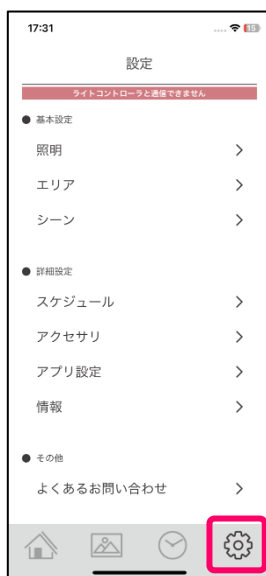 17:31
15
設定
ライトコントローラと通信できません
基本設定
照明
エリア
シーン
詳細設定
スケジュール
アクセサリ
アプリ設定
情報
その他
よくあるお問い合わせ